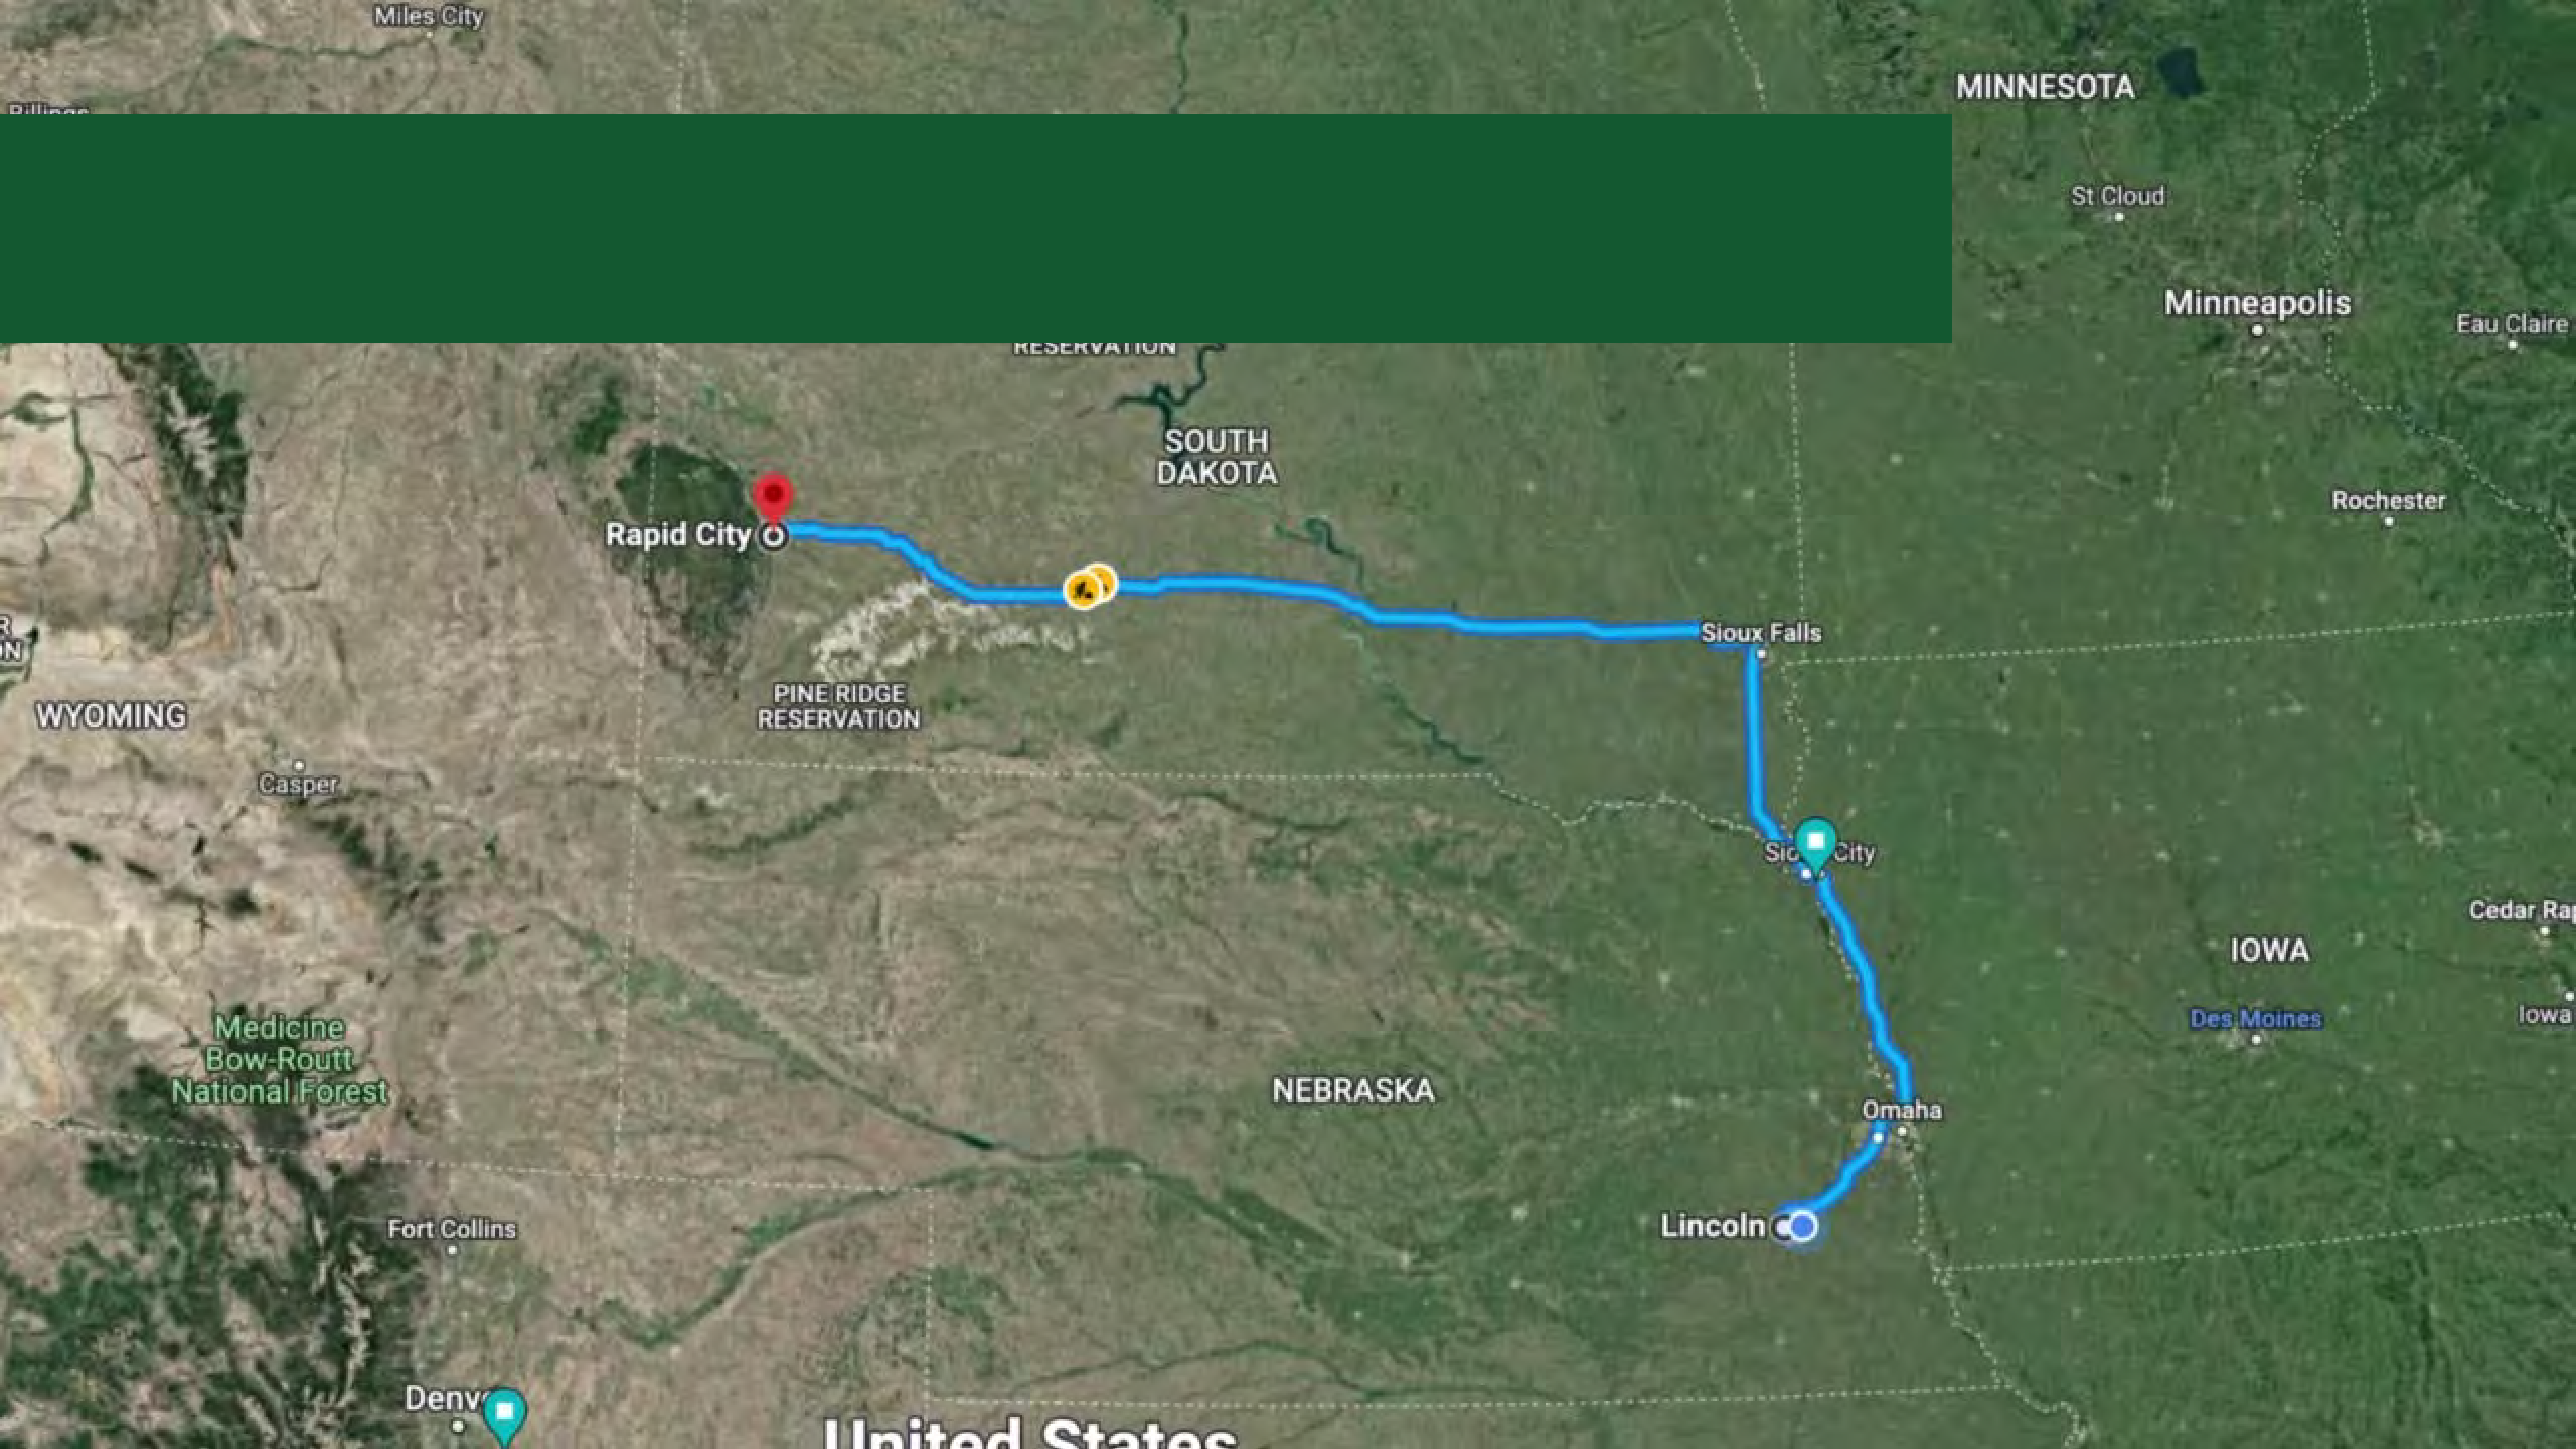 Miles City
Billings
MINNESOTA
St Cloud
Minneapolis
Eau Claire
RESERVATION
SOUTH
DAKOTA
Rochester
Rapid City
Sioux Falls
PINE RIDGE
RESERVATION
WYOMING
Casper
City
Cedar Rap
IOWA
Medicine
Bow-Routt
National Forest
Des Moines
Iowa
NEBRASKA
Omaha
Lincoln
Fort Collins
Denv
United States